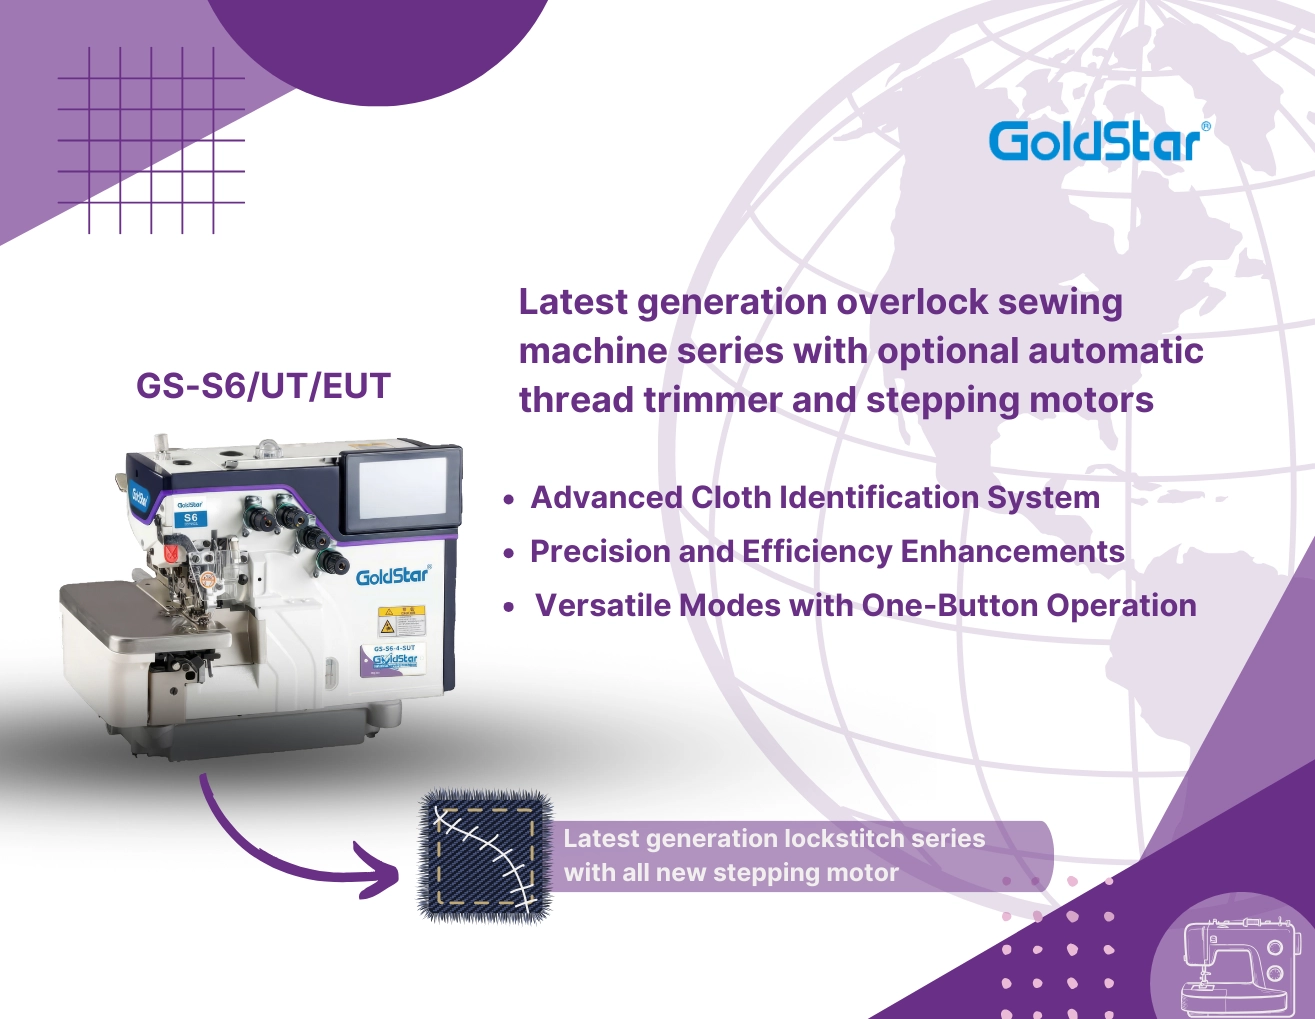 GoldStar®
Latest generation overlock sewing
machine series with optional automatic
thread trimmer and stepping motors
GS-S6/UT/EUT
• Advanced Cloth Identification System
• Precision and Efficiency Enhancements
• Versatile Modes with One-Button Operation
GoldStar
GoldStar
S6
GoldStar
GS-S6-4-5UT
GoldStar
Latest generation lockstitch series
with all new stepping motor